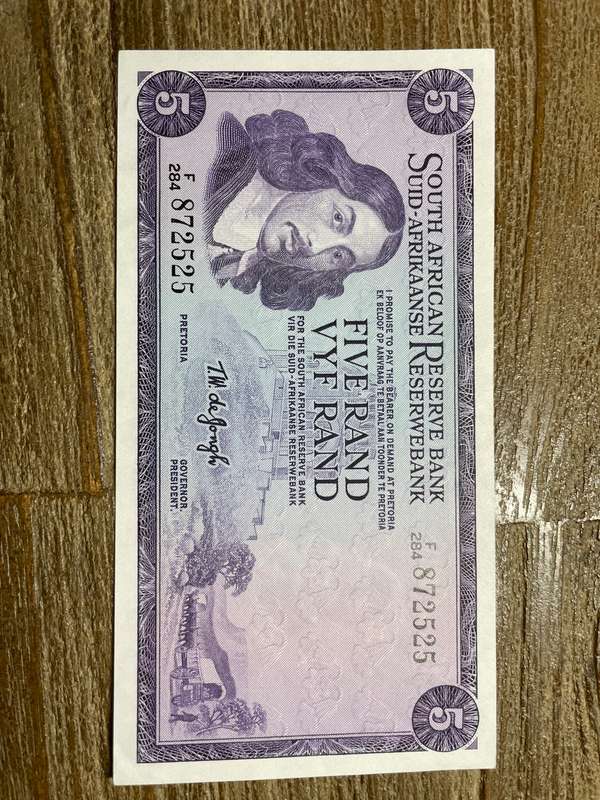 5
5
SOUTH AFRICAN RESERVE BANK
SUID-AFRIKAANSE RESERWEBANK
I PROMISE TO PAY THE BEARER ON DEMAND AT PRETORIA
EK BELOOF OP AANVRAAG TE BETAAL AAN TOONDER TE PRETORIA
F
284 872525
FIVE RAND
VYF RAND
FOR THE SOUTH AFRICAN RESERVE BANK
VIR DIE SUID-AFRIKAANSE RESERWEBANK
F
284 872525
T.W. de Jongh
PRETORIA
GOVERNOR.
PRESIDENT.
5